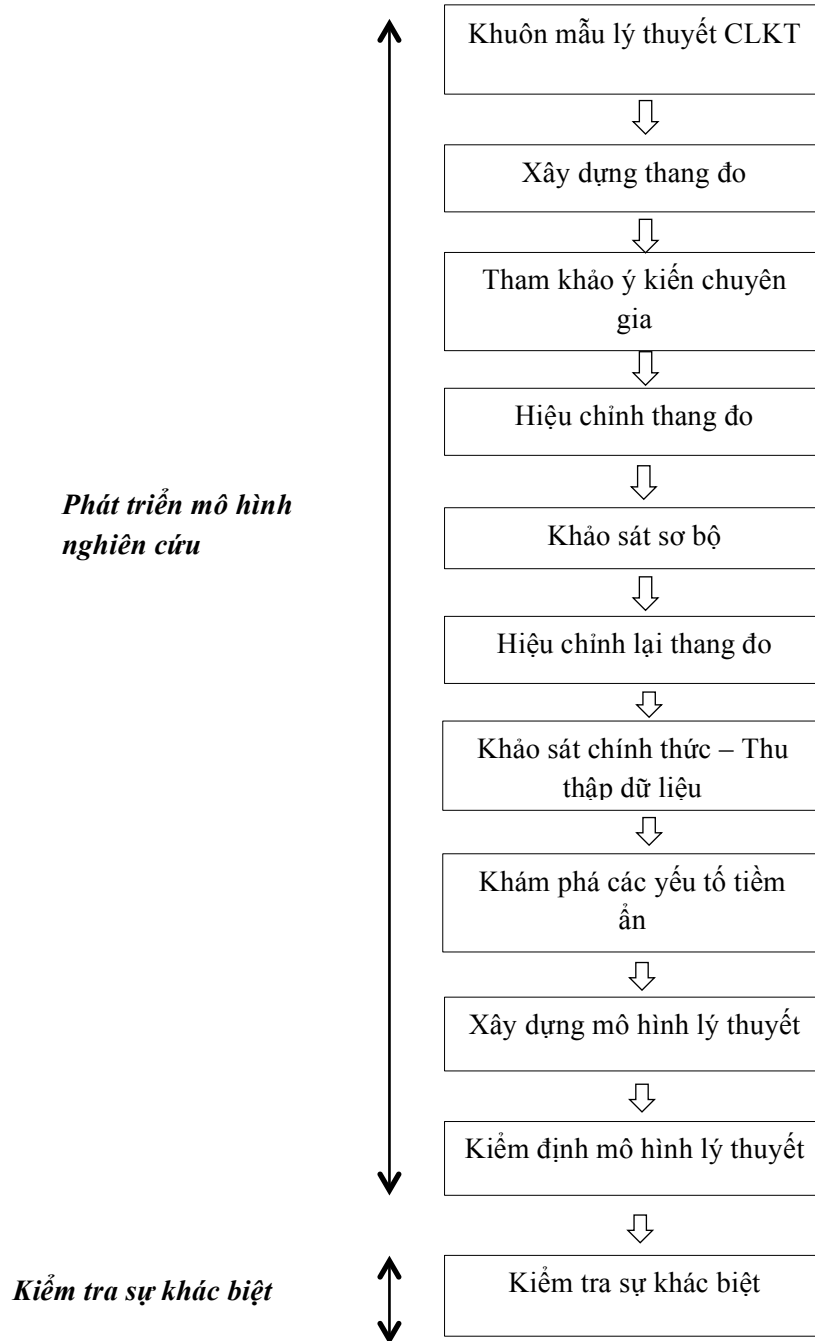 Khuôn mẫu lý thuyết CLKT
Xây dựng thang đo
Tham khảo ý kiến chuyên
gia
Hiệu chỉnh thang đo
Phát triển mô hình
nghiên cứu
Khảo sát sơ bộ
Hiệu chỉnh lại thang đo
Khảo sát chính thức – Thu
thập dữ liệu
Khám phá các yếu tố tiềm
ẩn
Xây dựng mô hình lý thuyết
Kiểm định mô hình lý thuyết
Kiểm tra sự khác biệt
Kiểm tra sự khác biệt